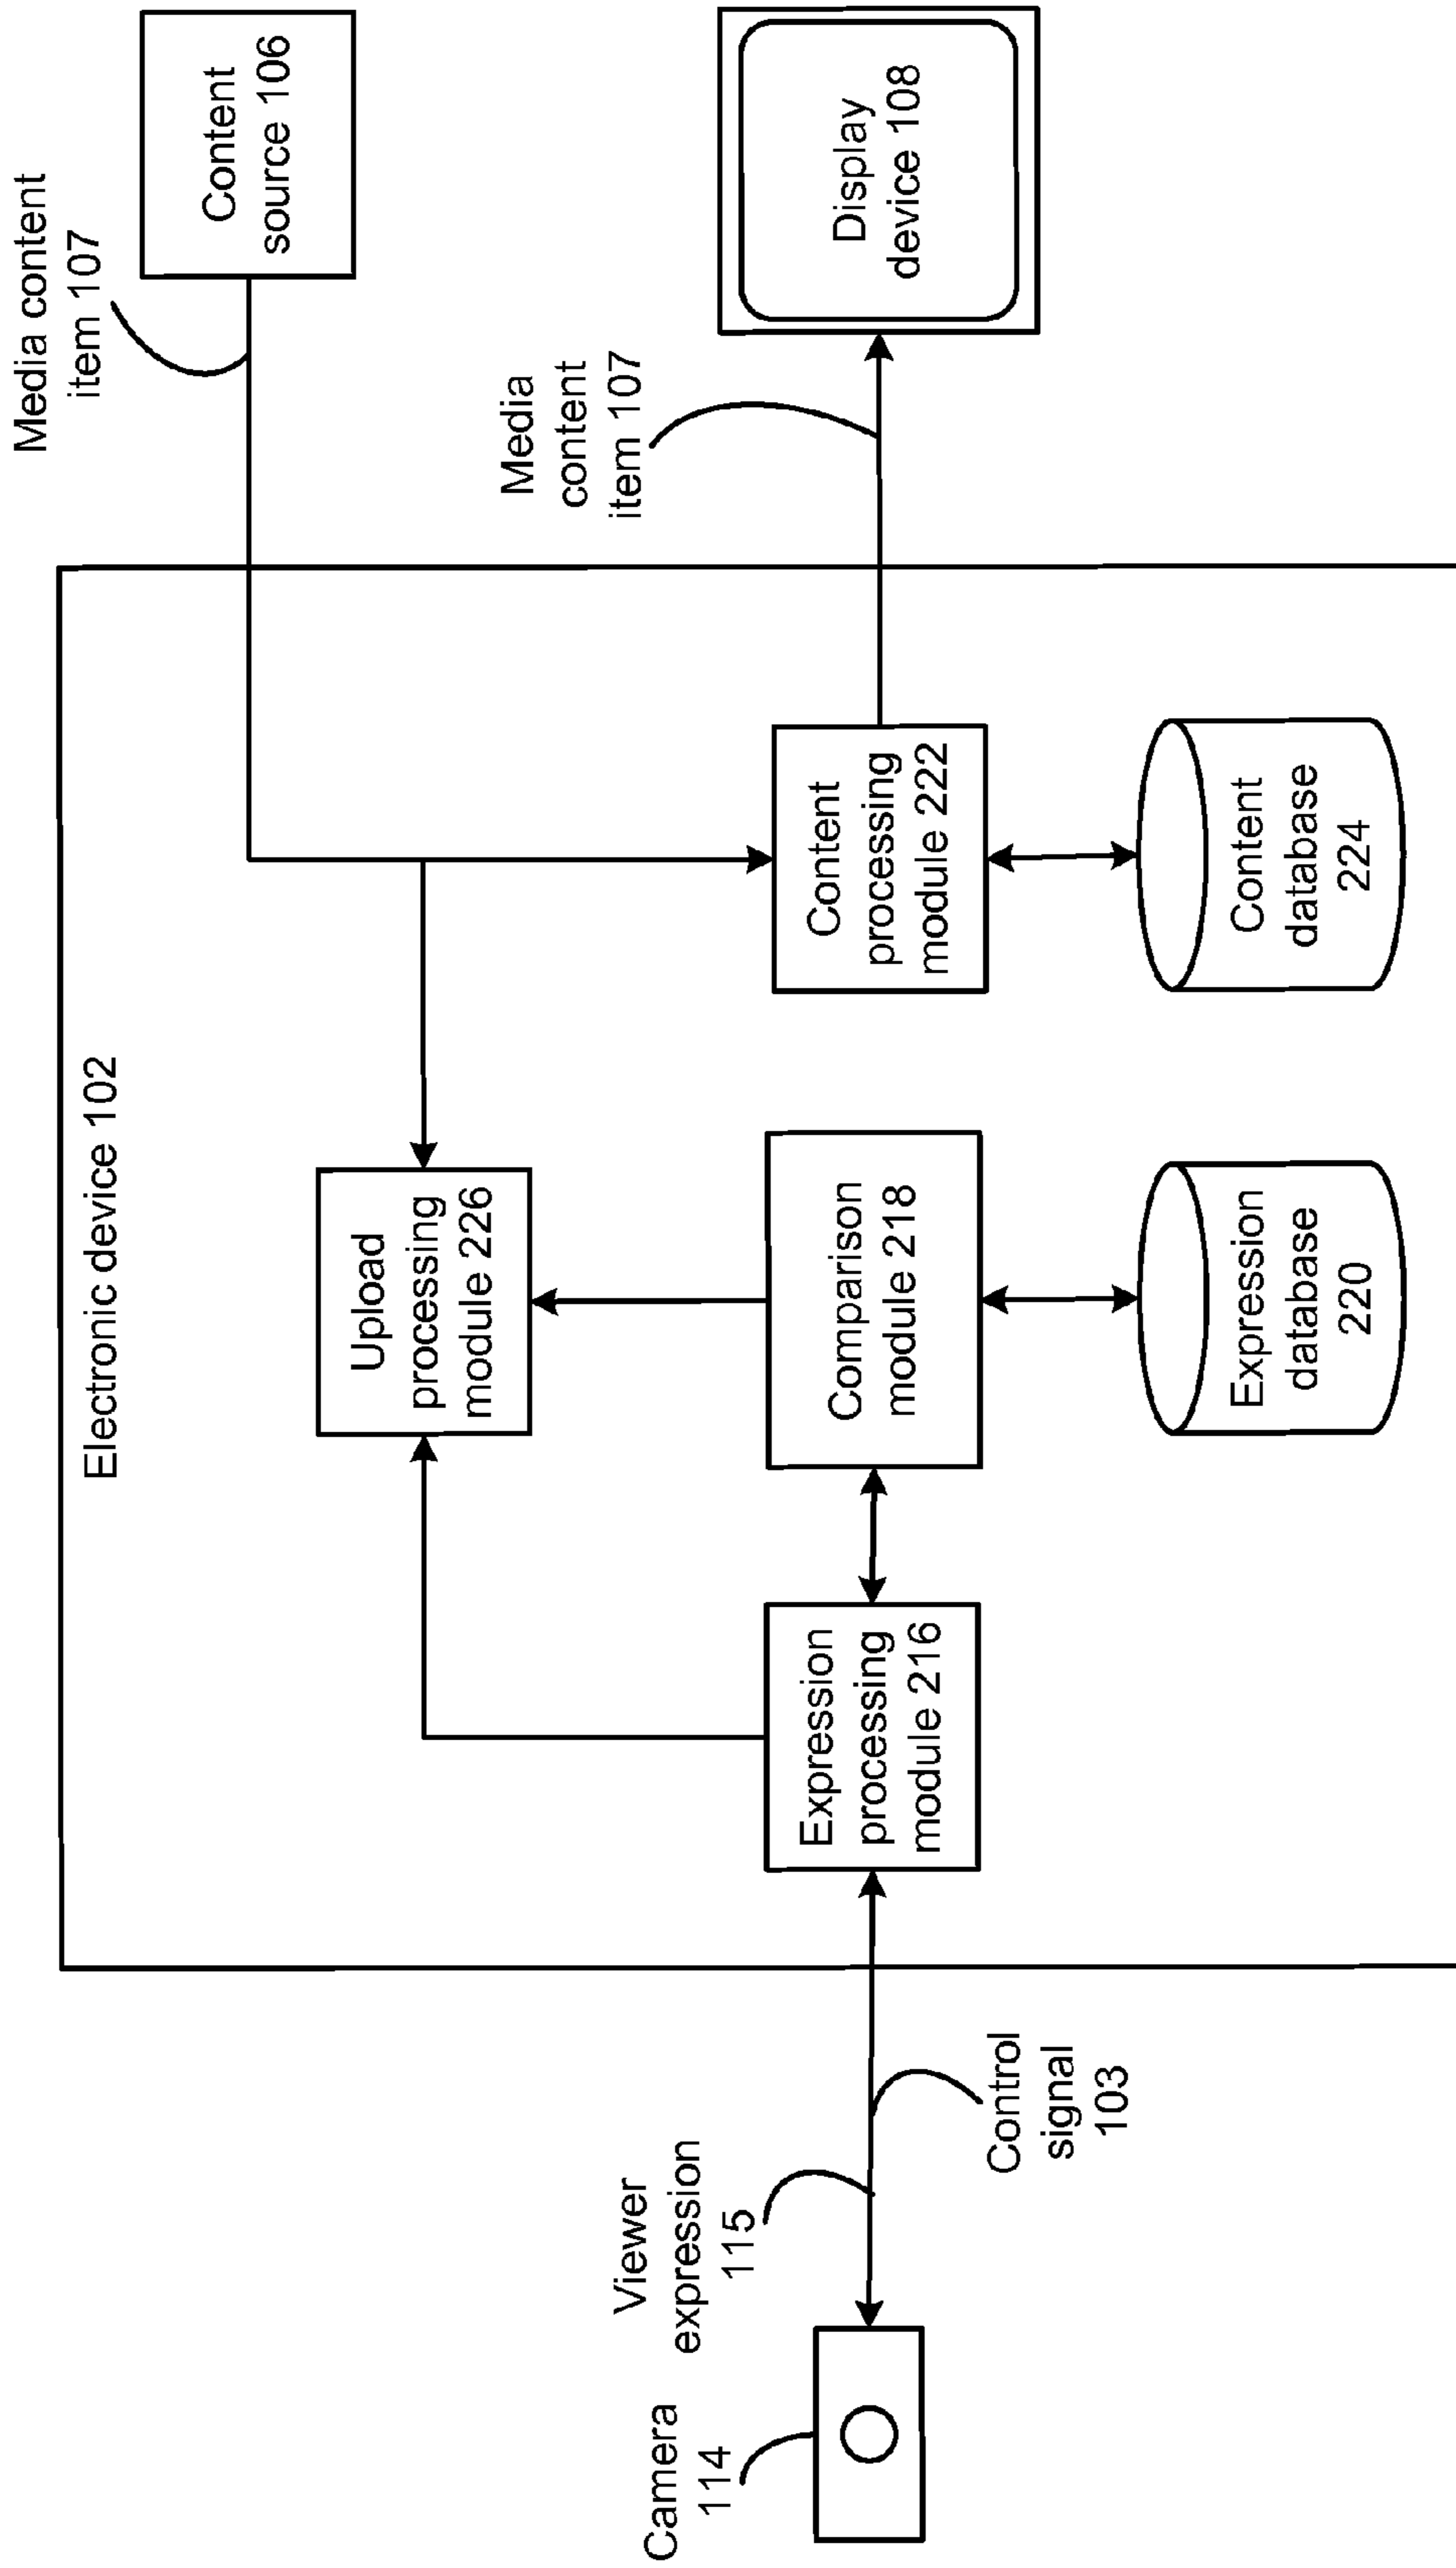 Electronic device 102
Media content
item 107
Content
source 106
Upload
processing
module 226
Media
content
item 107
Display
device 108
Camera
114
Viewer
expression
115
Control
signal
103
Expression
processing
module 216
Comparison
module 218
Content
processing
module 222
Expression
database
220
Content
database
224